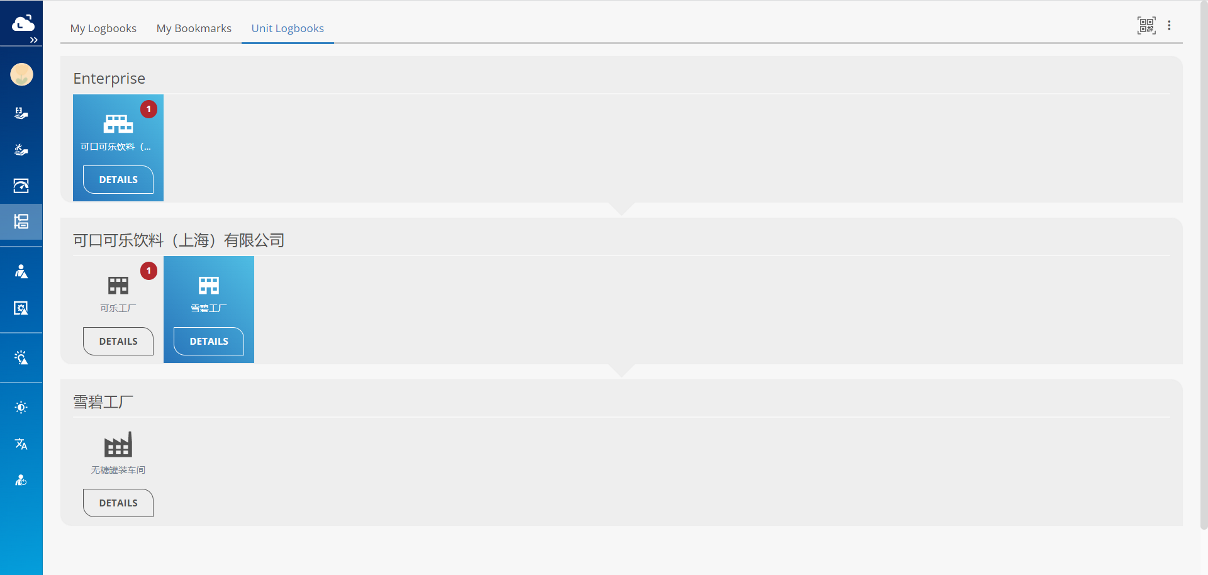 My Logbooks
My Bookmarks
Unit Logbooks
Enterprise
1
可口可乐饮料（...
DETAILS
可口可乐饮料（上海）有限公司
1
可乐工厂
雪碧工厂
DETAILS
DETAILS
雪碧工厂
无糖罐装车间
DETAILS